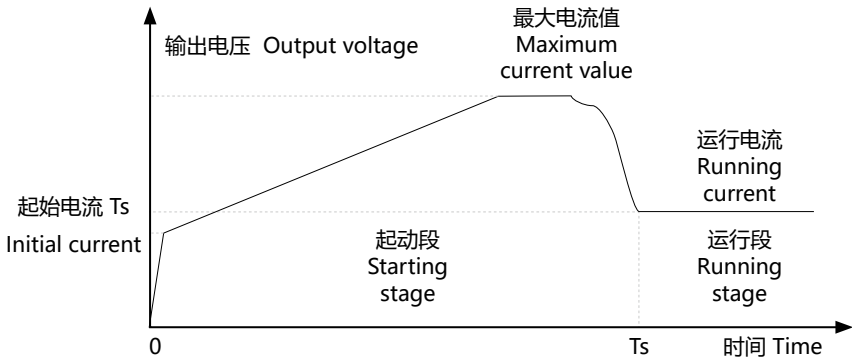 输出电压 Output voltage
最大电流值
Maximum
current value
运行电流
Running
current
起始电流 Ts
Initial current
起动段
Starting
stage
运行段
Running
stage
0
Ts
时间 Time